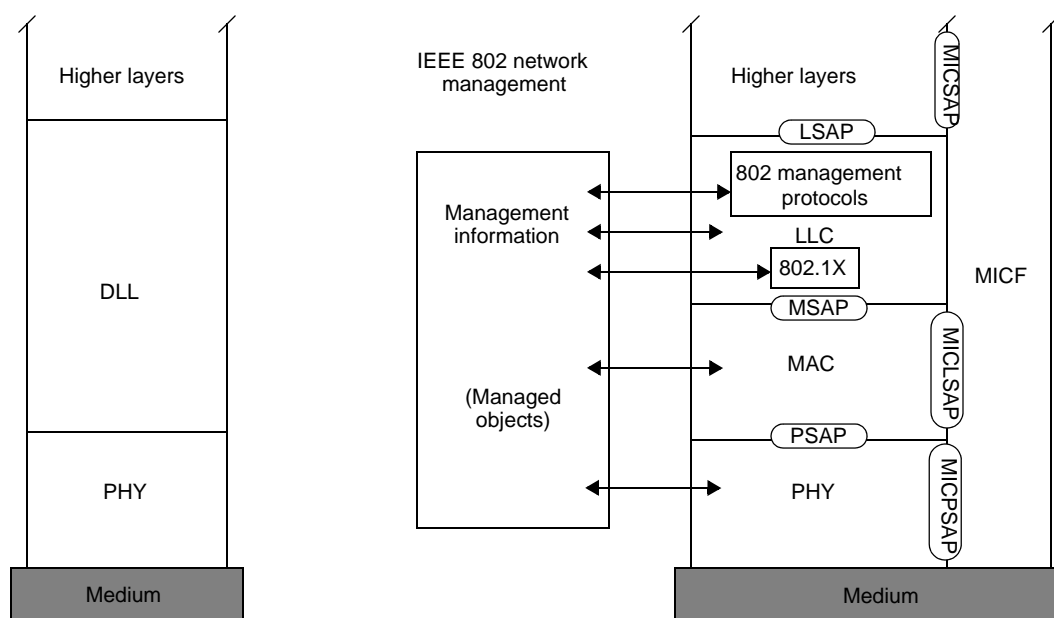 Higher layers
DLL
PHY
Medium
IEEE 802 network
management
Management
information
(Managed
objects)
Higher layers
LSAP
802 management
protocols
LLC
802.1X
MSAP
MAC
PSAP
PHY
MICSAP
MICF
MICLSAP
MICPSAP
Medium